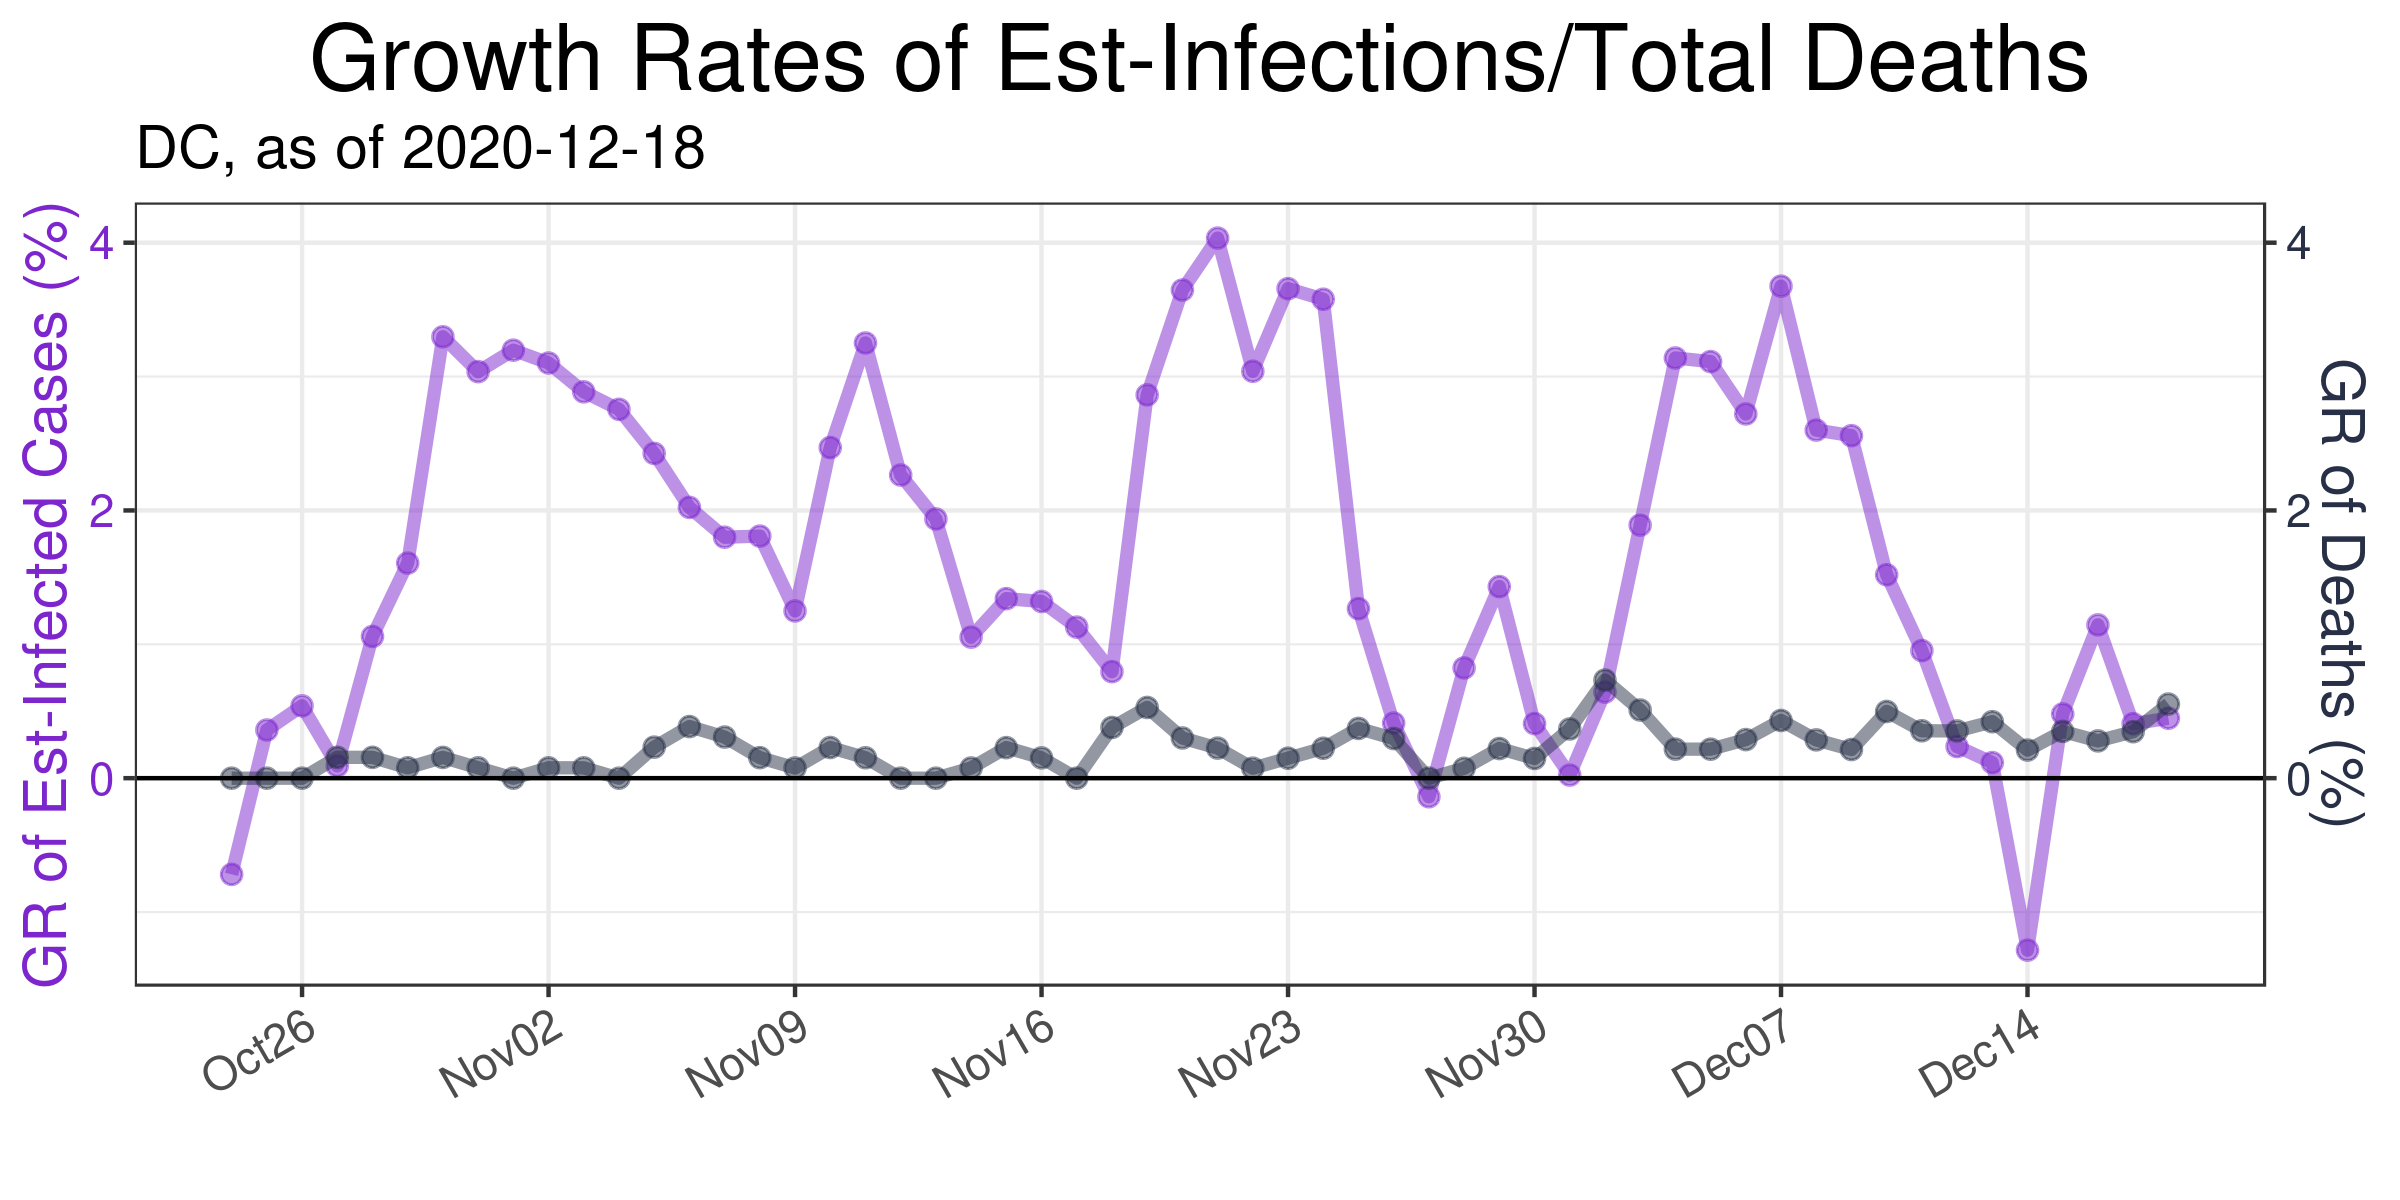 Growth Rates of Est-Infections/Total Deaths
DC, as of 2020-12-18
GR of Est-Infected Cases (%)
4
2
0
4
2
0
GR of Deaths (%)
Oct26
Nov02
Nov09
Nov16
Nov23
Nov30
Dec07
Dec14